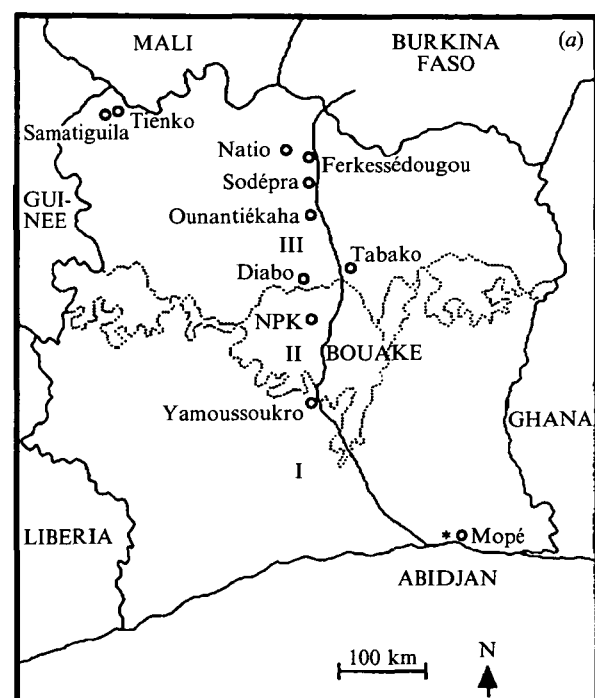 MALI
BURKINA
FASO
(a)
Samatiguila
Tienko
Natio
Ferkessédougou
Sodépra
GUI-
NEE
Ounantiékaha
III
Tabako
Diabo
NPK
II
BOUAKE
Yamoussoukro
GHANA
I
LIBERIA
* Mopé
ABIDJAN
100 km
N